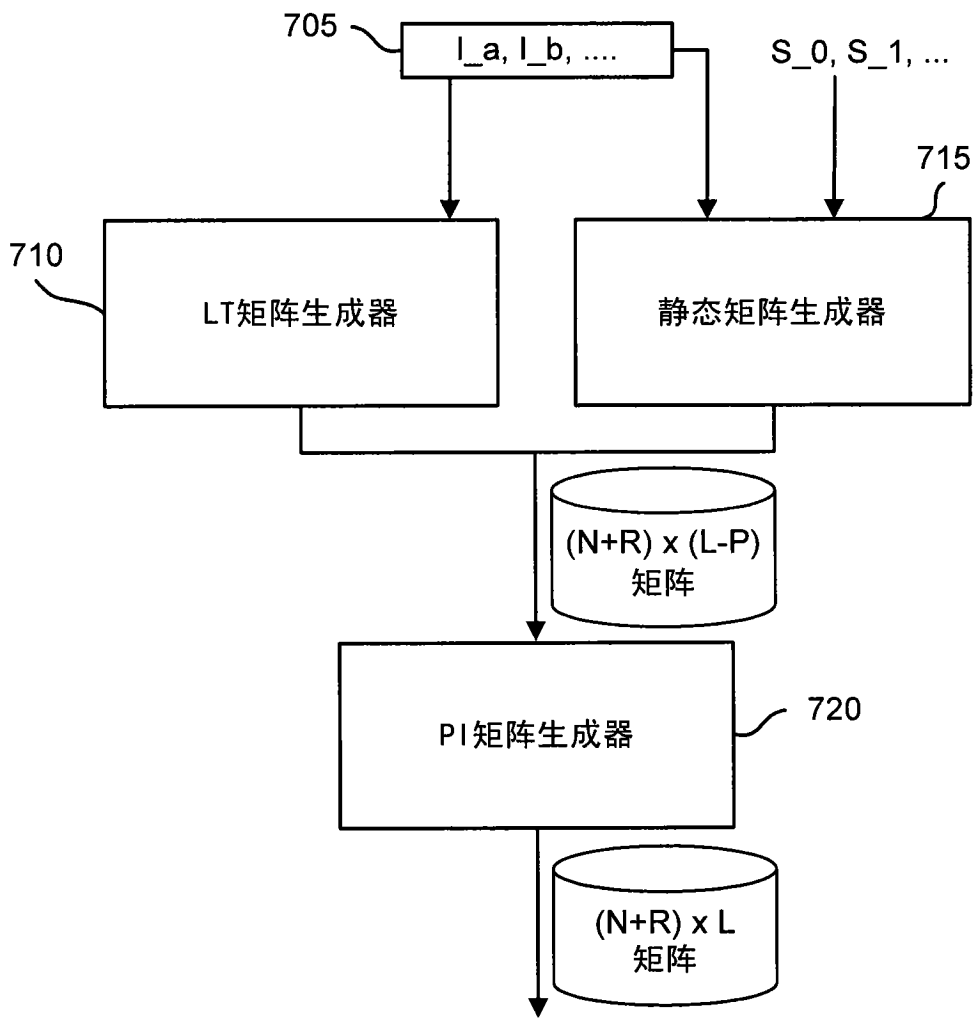 705
I_a, I_b, ....
S_0, S_1, ...
715
710
LT矩阵生成器
静态矩阵生成器
(N+R) x (L-P)
矩阵
PI矩阵生成器
720
(N+R) x L
矩阵